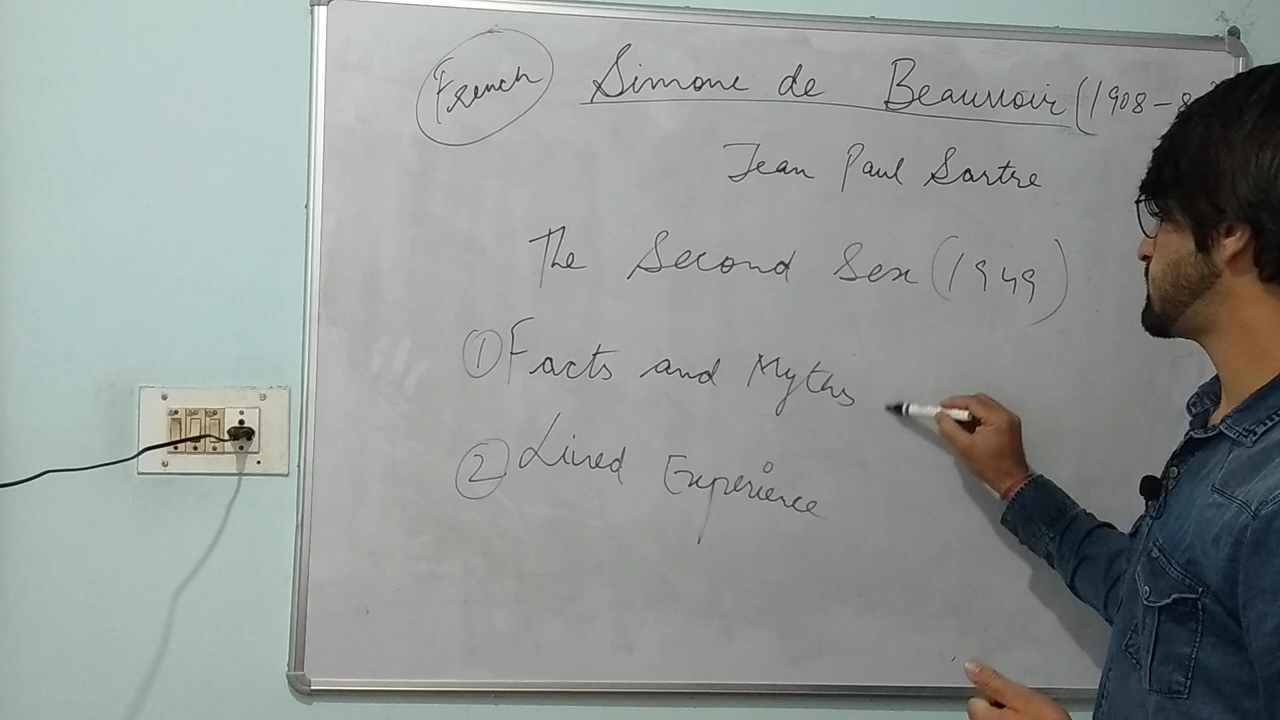 French Simone de Beauvoir (1908-8
Jean Paul Sartre
The Second Sex (1949)
① Facts and Myths
② Lived Experience